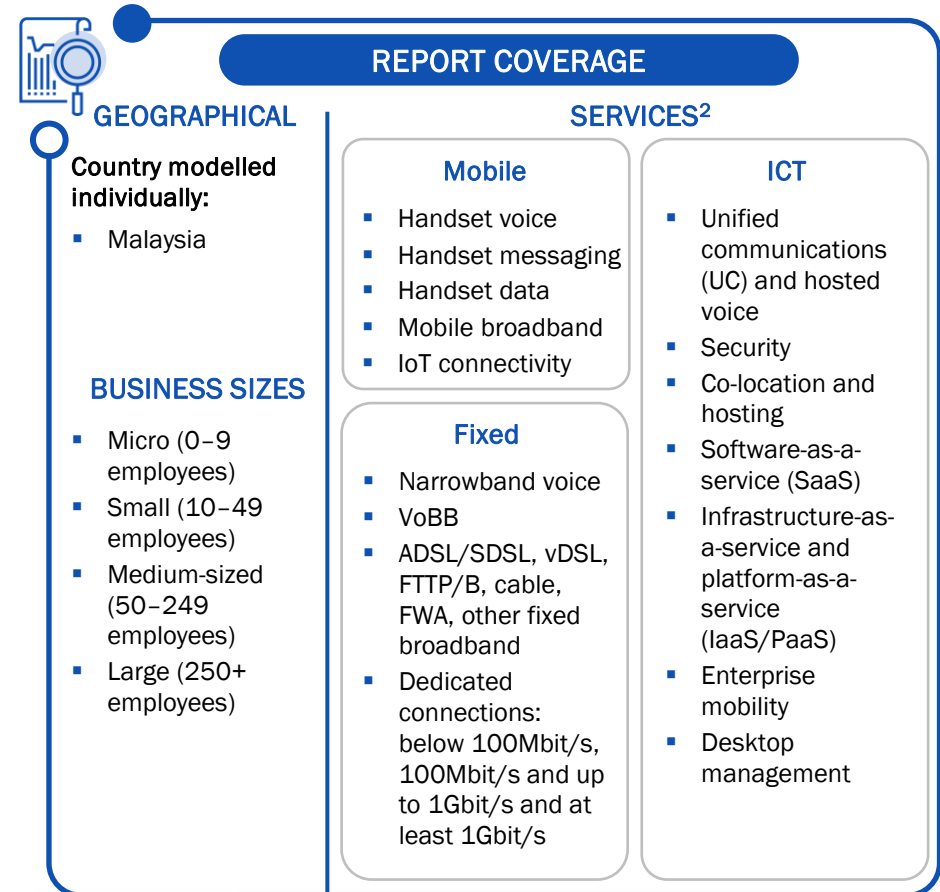 REPORT COVERAGE
GEOGRAPHICAL
Country modelled
individually:
▪ Malaysia
BUSINESS SIZES
▪ Micro (0–9
employees)
▪ Small (10–49
employees)
▪ Medium-sized
(50–249
employees)
▪ Large (250+
employees)
SERVICES²
Mobile
▪ Handset voice
▪ Handset messaging
▪ Handset data
▪ Mobile broadband
▪ IoT connectivity
Fixed
▪ Narrowband voice
▪ VoBB
▪ ADSL/SDSL, vDSL,
FTTP/B, cable,
FWA, other fixed
broadband
▪ Dedicated
connections:
below 100Mbit/s,
100Mbit/s and up
to 1Gbit/s and at
least 1Gbit/s
ICT
▪ Unified
communications
(UC) and hosted
voice
▪ Security
▪ Co-location and
hosting
▪ Software-as-a-
service (SaaS)
▪ Infrastructure-as-
a-service and
platform-as-a-
service
(IaaS/PaaS)
▪ Enterprise
mobility
▪ Desktop
management